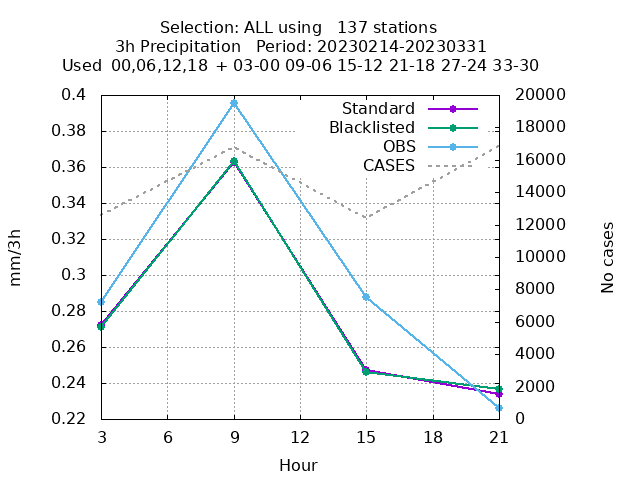 Selection: ALL using   137 stations
3h Precipitation   Period: 20230214-20230331
Used  00,06,12,18 + 03-00 09-06 15-12 21-18 27-24 33-30
0.4 20000
Standard
0.38 Blacklisted 18000
OBS
0.36 CASES 16000
0.34 14000
0.32 12000
0.3 10000
mm/3h
No cases
0.28 8000
6000
0.26 4000
0.24 2000
0.22 0
3 6 9 12 15 18 21
Hour